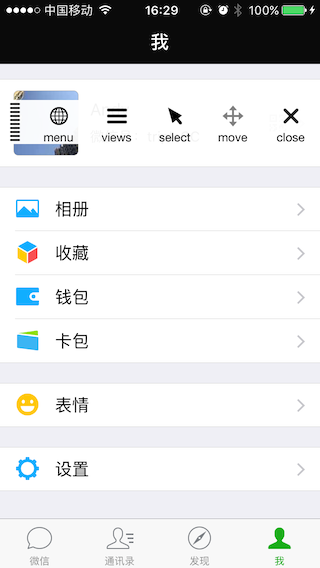 中国移动 16:29 100%
我
menu views select move close
相册
收藏
钱包
卡包
表情
设置
微信 通讯录 发现 我